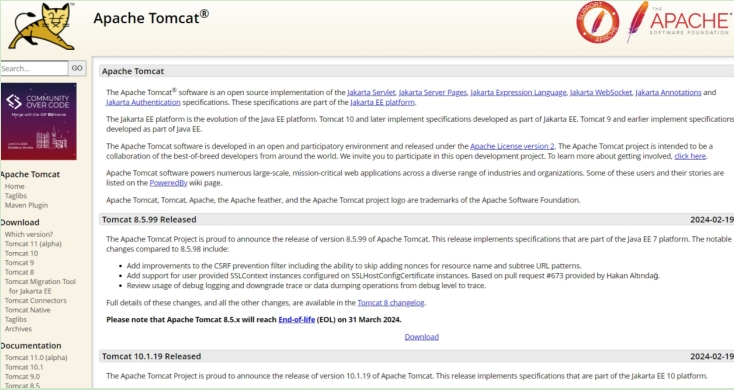 Apache Tomcat®
SUPPORT APACHE
THE
APACHE
SOFTWARE FOUNDATION
Search...
GO
COMMUNITY
OVER CODE
Apache Tomcat
Home
Taglibs
Maven Plugin
Download
Which version?
Tomcat 11 (alpha)
Tomcat 10
Tomcat 9
Tomcat 8
Tomcat Migration Tool
for Jakarta EE
Tomcat Connectors
Tomcat Native
Taglibs
Archives
Documentation
Tomcat 11.0 (alpha)
Tomcat 10.1
Tomcat 9.0
Tomcat 8.5
Apache Tomcat
The Apache Tomcat® software is an open source implementation of the Jakarta Servlet, Jakarta Server Pages, Jakarta Expression Language, Jakarta WebSocket, Jakarta Annotations and
Jakarta Authentication specifications. These specifications are part of the Jakarta EE platform.
The Jakarta EE platform is the evolution of the Java EE platform. Tomcat 10 and later implement specifications developed as part of Jakarta EE. Tomcat 9 and earlier implement specifications
developed as part of Java EE.
The Apache Tomcat software is developed in an open and participatory environment and released under the Apache License version 2. The Apache Tomcat project is intended to be a
collaboration of the best-of-breed developers from around the world. We invite you to participate in this open development project. To learn more about getting involved, click here.
Apache Tomcat software powers numerous large-scale, mission-critical web applications across a diverse range of industries and organizations. Some of these users and their stories are
listed on the PoweredBy wiki page.
Apache Tomcat, Tomcat, Apache, the Apache feather, and the Apache Tomcat project logo are trademarks of the Apache Software Foundation.
Tomcat 8.5.99 Released 2024-02-19
The Apache Tomcat Project is proud to announce the release of version 8.5.99 of Apache Tomcat. This release implements specifications that are part of the Java EE 7 platform. The notable
changes compared to 8.5.98 include:
• Add improvements to the CSRF prevention filter including the ability to skip adding nonces for resource name and subtree URL patterns.
• Add support for user provided SSLContext instances configured on SSLHostConfigCertificate instances. Based on pull request #673 provided by Hakan Altındağ.
• Review usage of debug logging and downgrade trace or data dumping operations from debug level to trace.
Full details of these changes, and all the other changes, are available in the Tomcat 8 changelog.
Please note that Apache Tomcat 8.5.x will reach End-of-life (EOL) on 31 March 2024.
Download
Tomcat 10.1.19 Released 2024-02-19
The Apache Tomcat Project is proud to announce the release of version 10.1.19 of Apache Tomcat. This release implements specifications that are part of the Jakarta EE 10 platform.